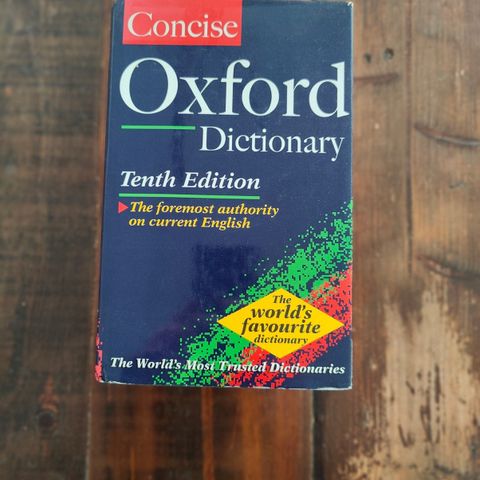 Concise
Oxford
Dictionary
Tenth Edition
The foremost authority
on current English
The
world's
favourite
dictionary
The World's Most Trusted Dictionaries